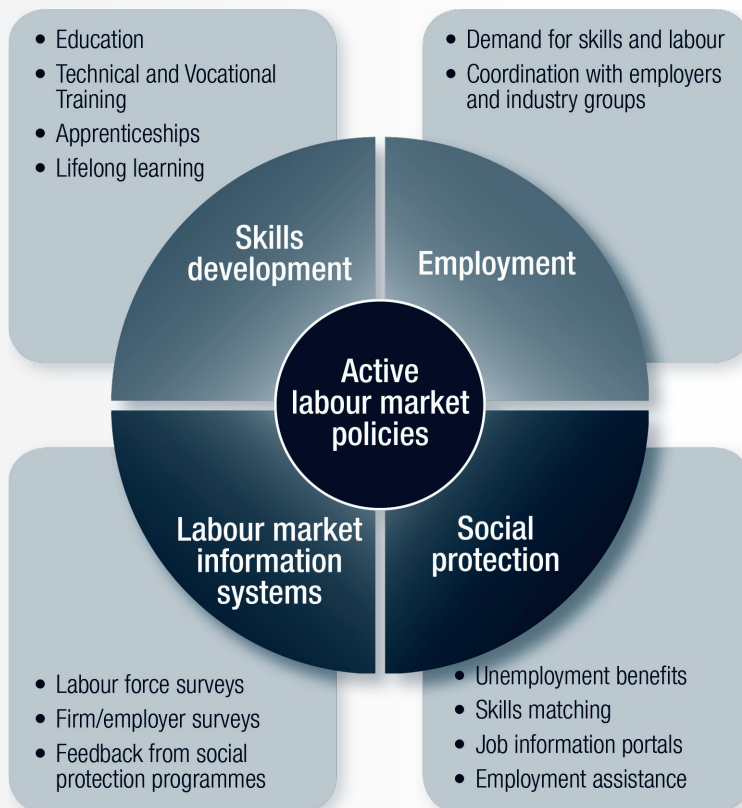 • Education
• Technical and Vocational
Training
• Apprenticeships
• Lifelong learning
• Demand for skills and labour
• Coordination with employers
and industry groups
Skills
development
Employment
Active
labour market
policies
Labour market
information
systems
Social
protection
• Labour force surveys
• Firm/employer surveys
• Feedback from social
protection programmes
• Unemployment benefits
• Skills matching
• Job information portals
• Employment assistance